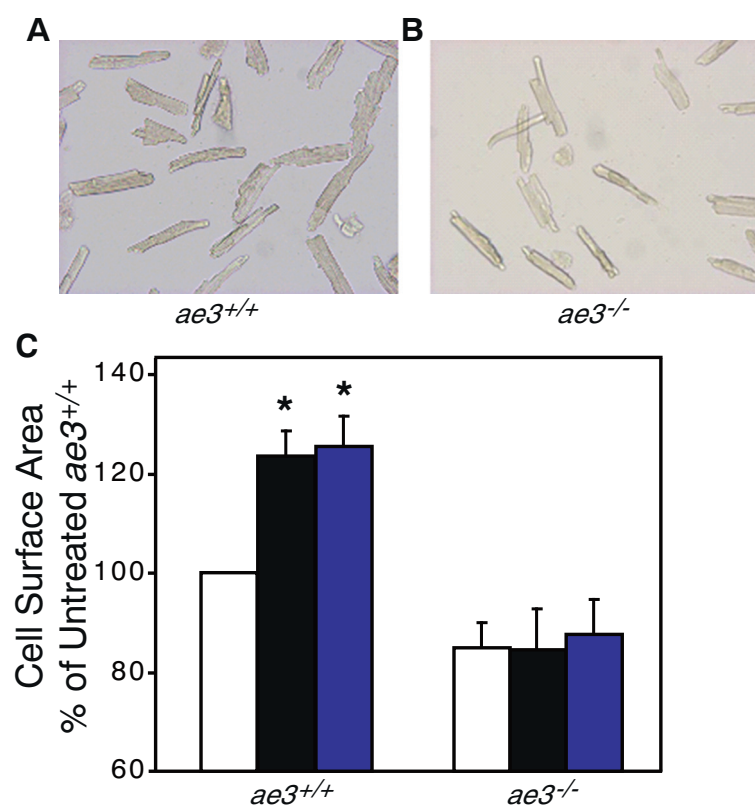 A
B
ae3+/+
ae3-/-
C
Cell Surface Area
% of Untreated ae3+/+
140
120
100
80
60
*
*
ae3+/+
ae3-/-